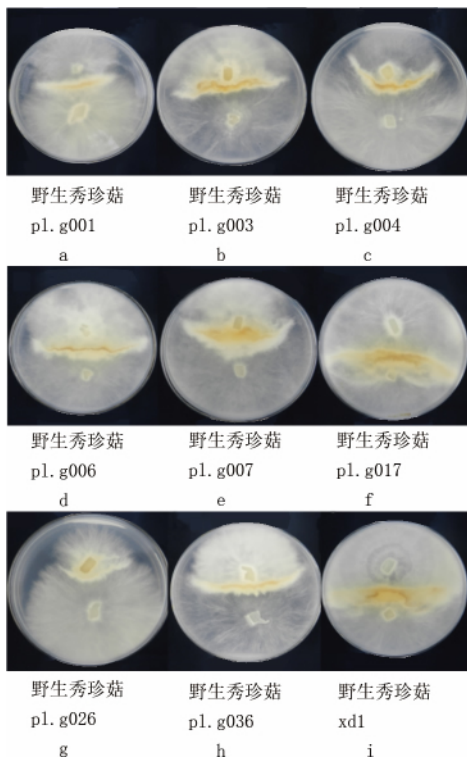 野生秀珍菇 野生秀珍菇 野生秀珍菇
pl.g001 pl.g003 pl.g004
a b c
野生秀珍菇 野生秀珍菇 野生秀珍菇
pl.g006 pl.g007 pl.g017
d e f
野生秀珍菇 野生秀珍菇 野生秀珍菇
pl.g026 pl.g036 xd1
g h i